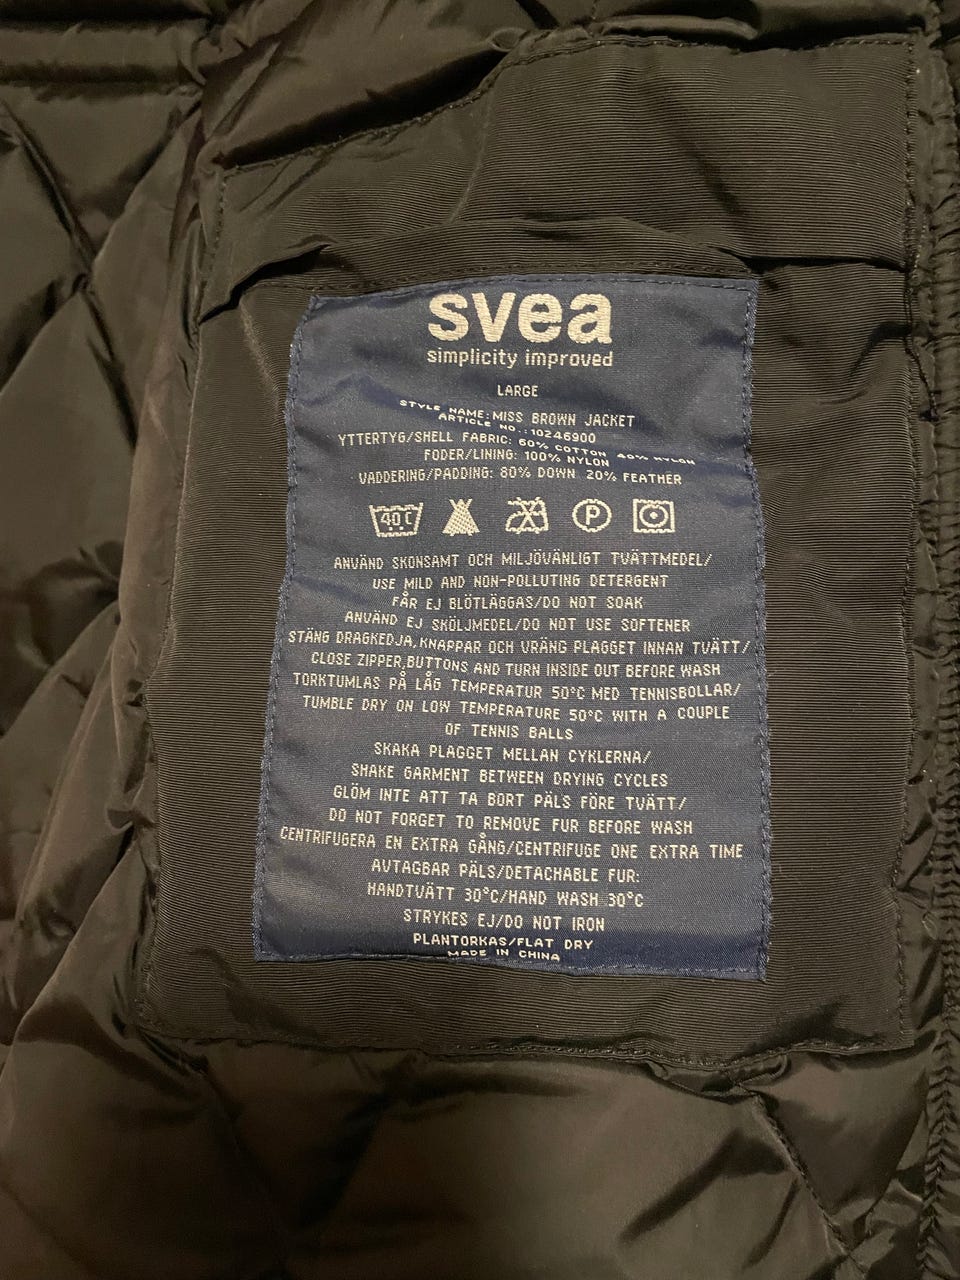 svea
simplicity improved
LARGE
STYLE NAME: MISS BROWN JACKET
ARTICLE NO.: 10246900
YTTERTYG/SHELL FABRIC: 60% COTTON 40% NYLON
FODER/LINING: 100% NYLON
VADDERING/PADDING: 80% DOWN 20% FEATHER
40 C P
ANVÄND SKONSAMT OCH MILJÖVÄNLIGT TVÄTTMEDEL/
USE MILD AND NON-POLLUTING DETERGENT
FÅR EJ BLÖTLÄGGAS/DO NOT SOAK
ANVÄND EJ SKÖLJMEDEL/DO NOT USE SOFTENER
STÄNG DRAGKEDJA, KNAPPAR OCH VRÄNG PLAGGET INNAN TVÄTT/
CLOSE ZIPPER,BUTTONS AND TURN INSIDE OUT BEFORE WASH
TORKTUMLAS PÅ LÅG TEMPERATUR 50°C MED TENNISBOLLAR/
TUMBLE DRY ON LOW TEMPERATURE 50°C WITH A COUPLE
OF TENNIS BALLS
SKAKA PLAGGET MELLAN CYKLERNA/
SHAKE GARMENT BETWEEN DRYING CYCLES
GLÖM INTE ATT TA BORT PÄLS FÖRE TVÄTT/
DO NOT FORGET TO REMOVE FUR BEFORE WASH
CENTRIFUGERA EN EXTRA GÅNG/CENTRIFUGE ONE EXTRA TIME
AVTAGBAR PÄLS/DETACHABLE FUR:
HANDTVÄTT 30°C/HAND WASH 30°C
STRYKES EJ/DO NOT IRON
PLANTORKAS/FLAT DRY
MADE IN CHINA